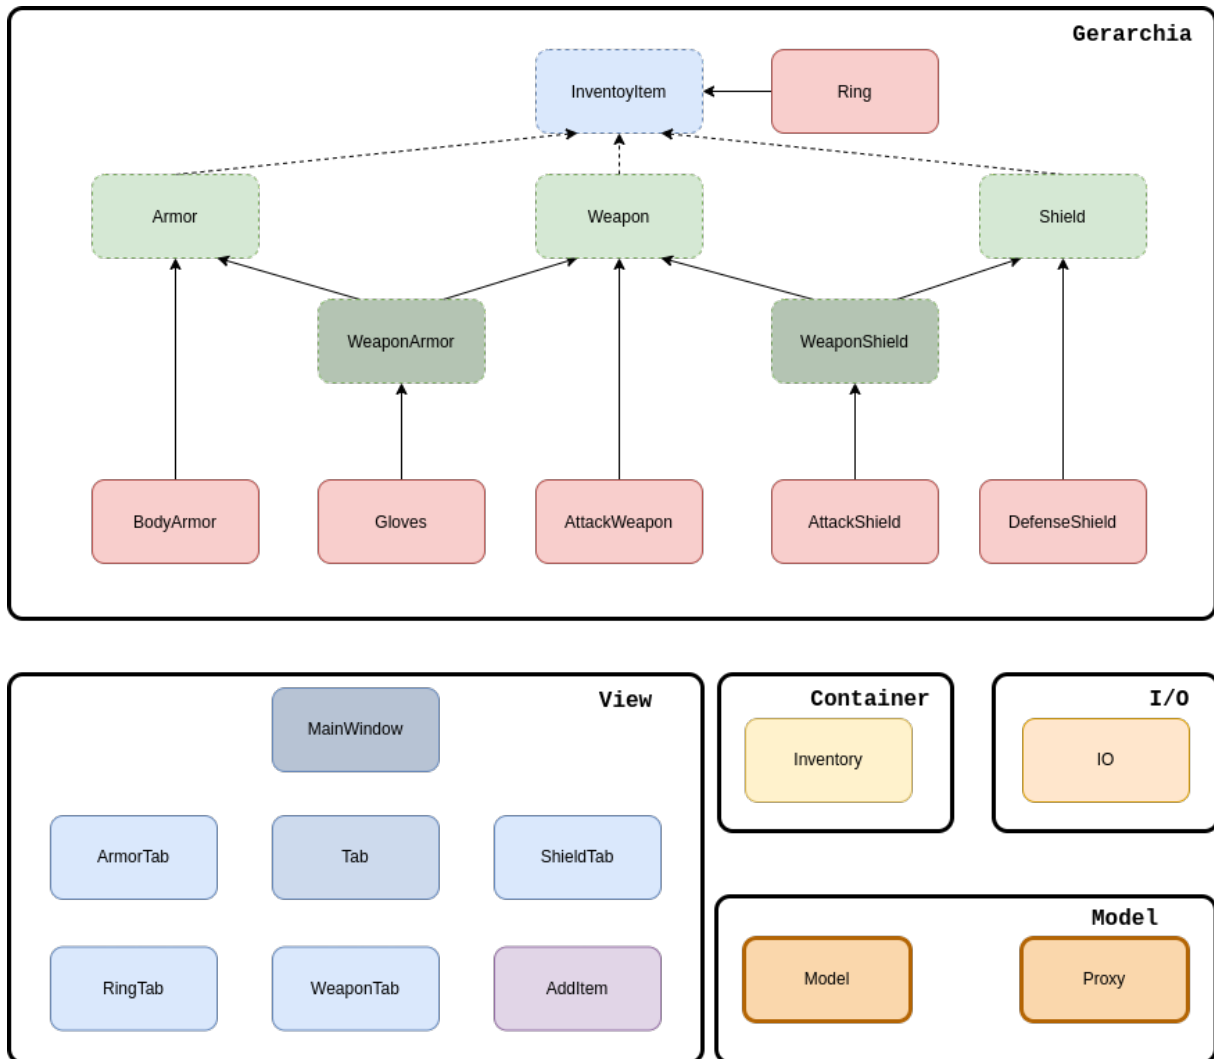 Gerarchia
InventoyItem
Ring
Armor
Weapon
Shield
WeaponArmor
WeaponShield
BodyArmor
Gloves
AttackWeapon
AttackShield
DefenseShield
View
MainWindow
ArmorTab
Tab
ShieldTab
RingTab
WeaponTab
AddItem
Container
Inventory
I/O
IO
Model
Model
Proxy